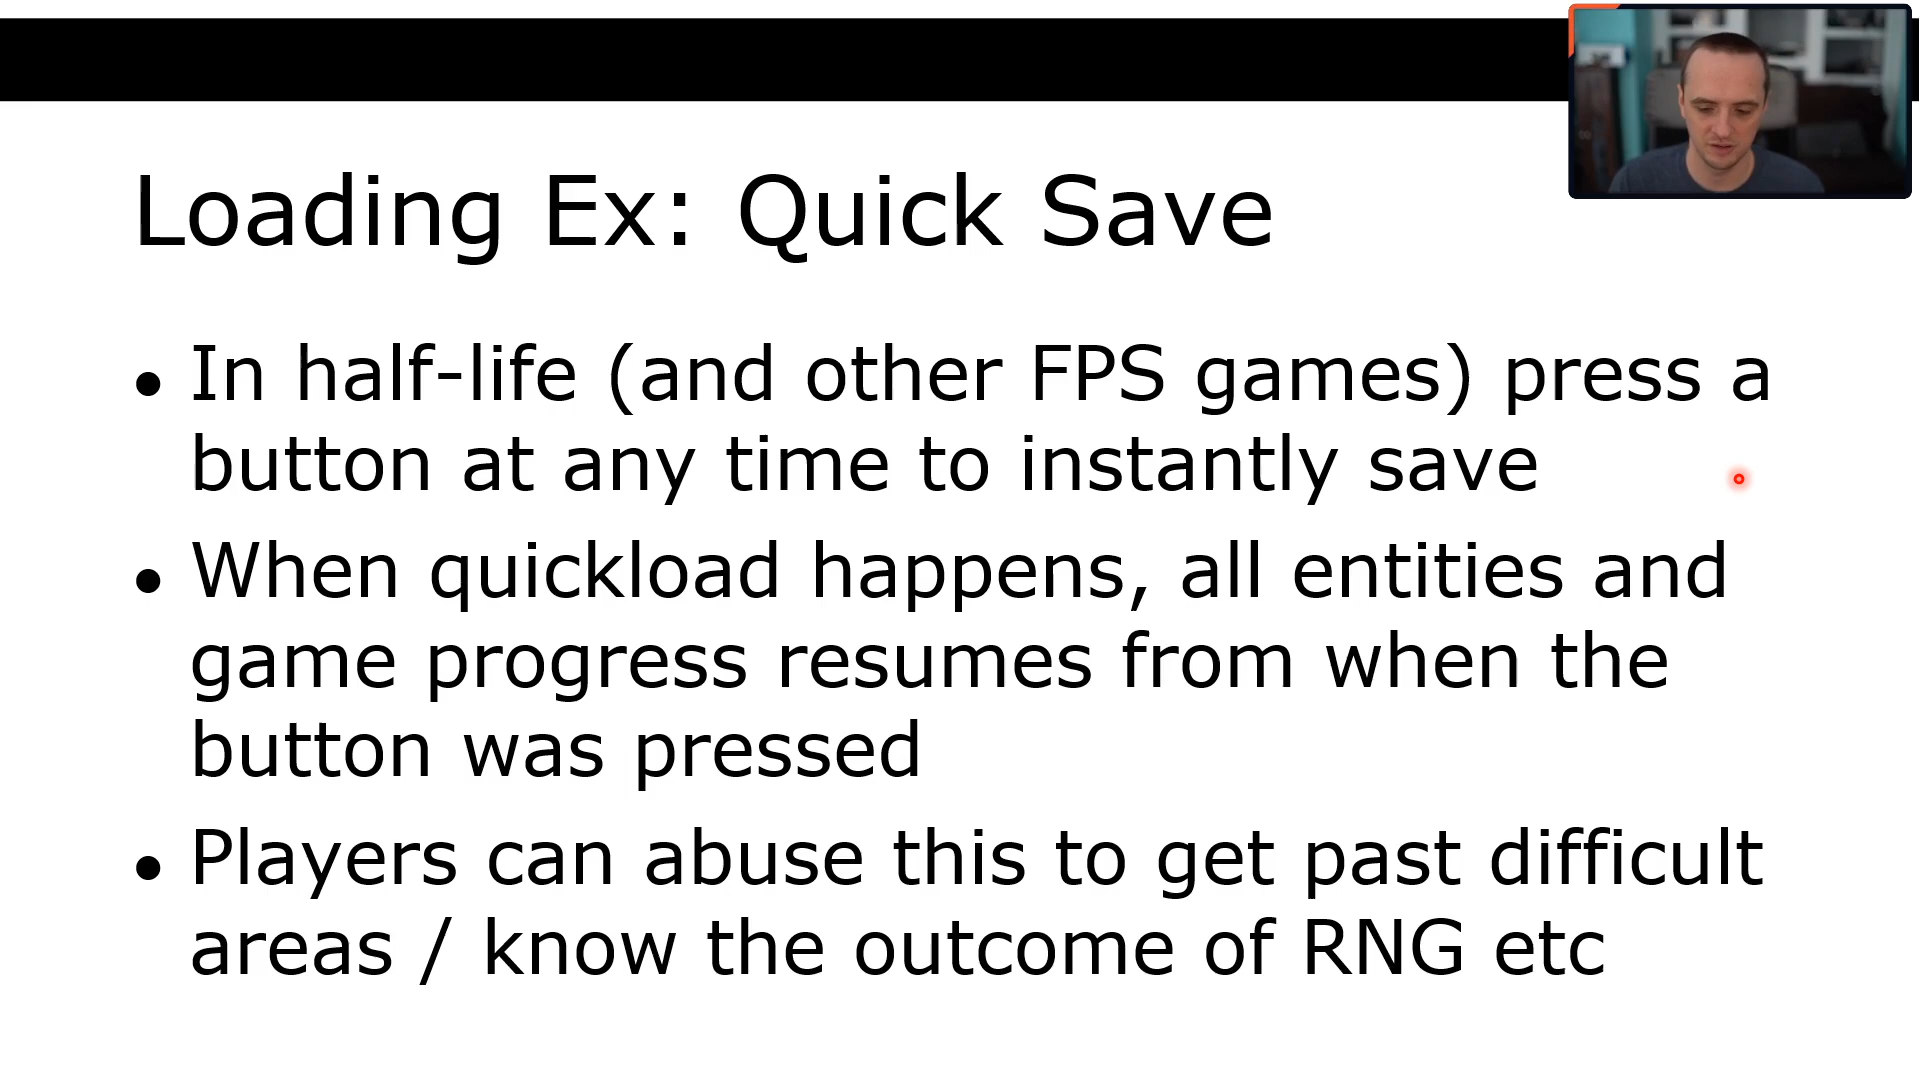 Loading Ex: Quick Save
• In half-life (and other FPS games) press a
button at any time to instantly save
• When quickload happens, all entities and
game progress resumes from when the
button was pressed
• Players can abuse this to get past difficult
areas / know the outcome of RNG etc